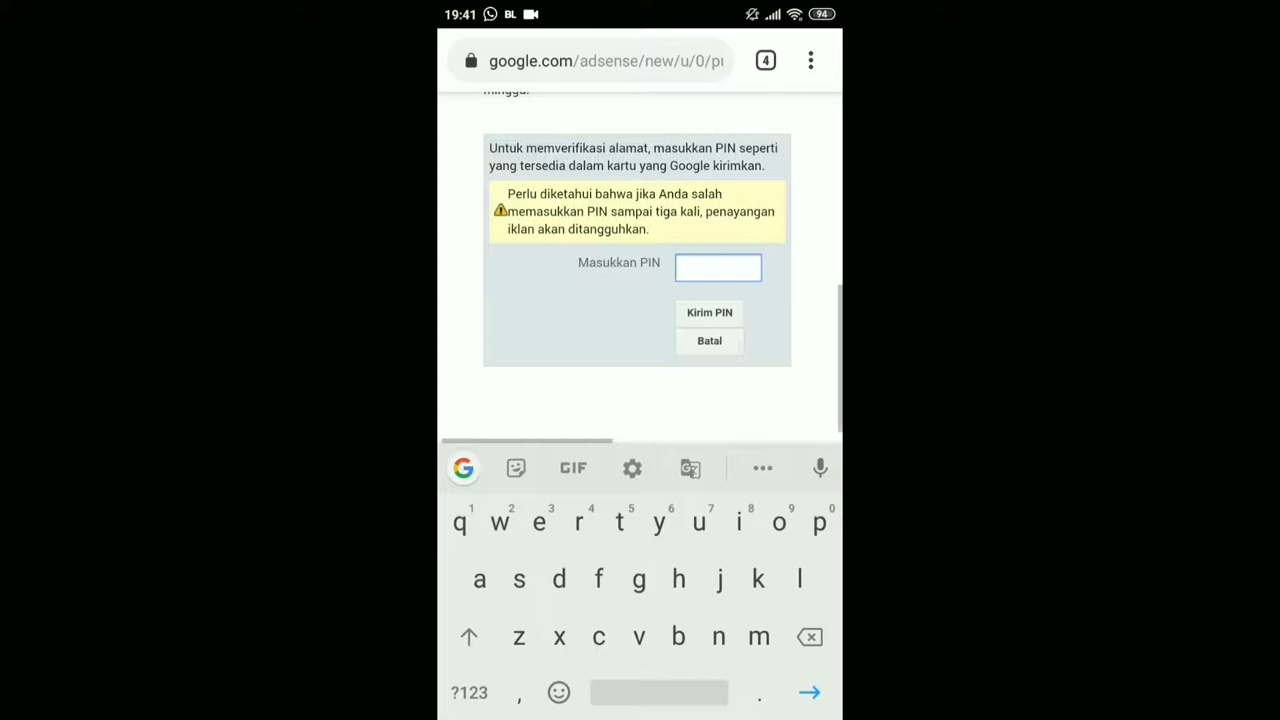 19:41 BL 94
google.com/adsense/new/u/0/pu
minggu.
Untuk memverifikasi alamat, masukkan PIN seperti
yang tersedia dalam kartu yang Google kirimkan.
Perlu diketahui bahwa jika Anda salah
memasukkan PIN sampai tiga kali, penayangan
iklan akan ditangguhkan.
Masukkan PIN
Kirim PIN
Batal
G GIF
1 2 3 4 5 6 7 8 9 0
q w e r t y u i o p
a s d f g h j k l
z x c v b n m
?123 , .
4